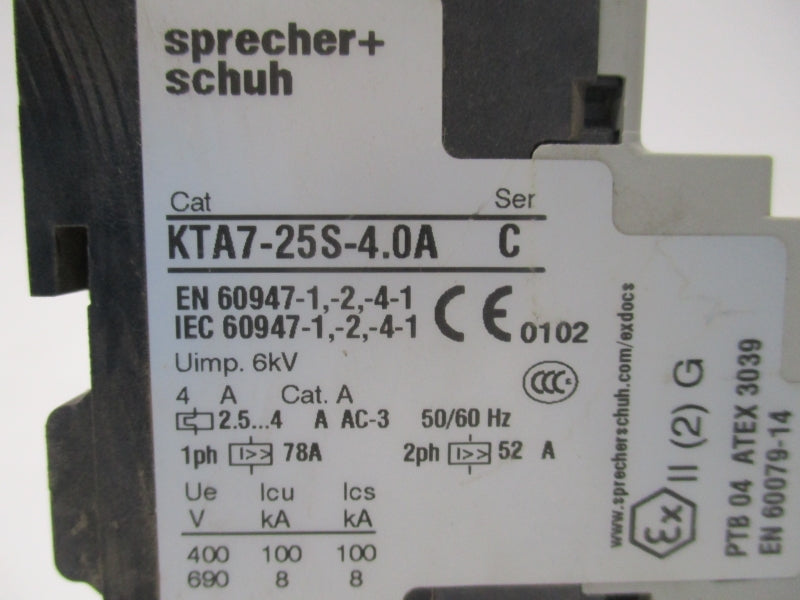 sprecher+
schuh
Cat Ser
KTA7-25S-4.0A C
EN 60947-1,-2,-4-1
IEC 60947-1,-2,-4-1
CE 0102
Uimp. 6kV
CCC
4 A Cat. A
2.5...4 A AC-3 50/60 Hz
1ph I>> 78A 2ph I>> 52 A
Ue Icu Ics
V kA kA
400 100 100
690 8 8
www.sprecherschuh.com/exdocs
Ex II (2) G
PTB 04 ATEX 3039
EN 60079-14